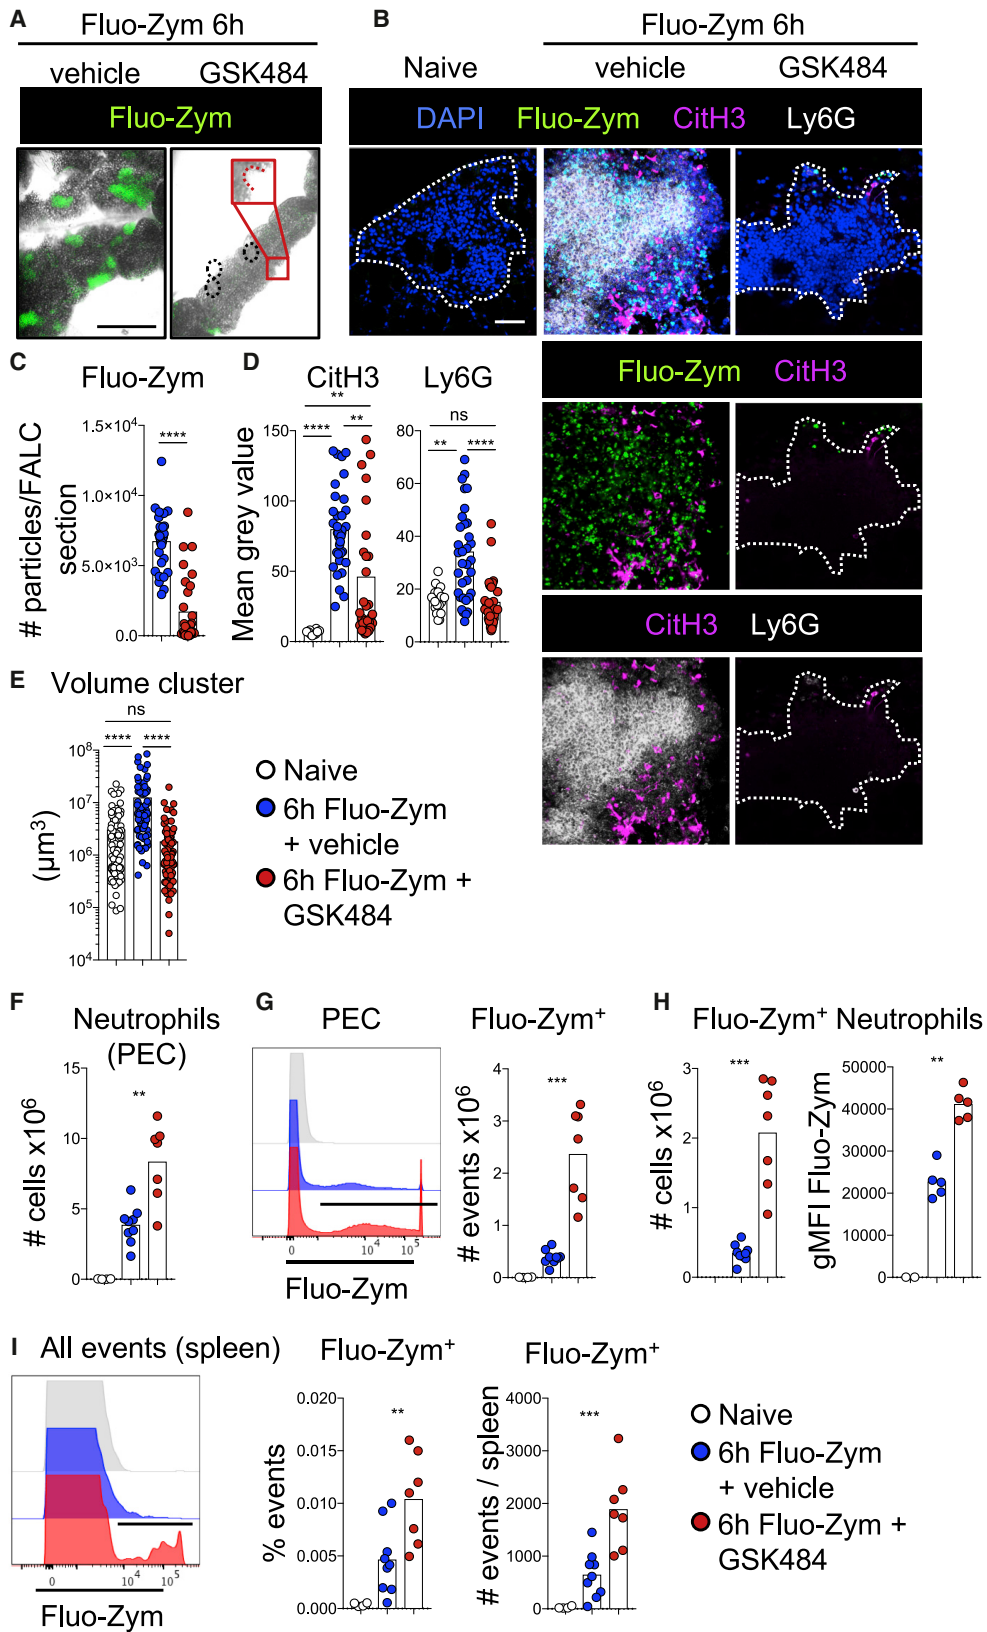 A
Fluo-Zym 6h
vehicle GSK484
Fluo-Zym
B
Fluo-Zym 6h
Naive vehicle GSK484
DAPI Fluo-Zym CitH3 Ly6G
Fluo-Zym CitH3
CitH3 Ly6G
C
Fluo-Zym
# particles/FALC
section
1.5×10⁴
1.0×10⁴
5.0×10³
0.0
****
D
CitH3 Ly6G
Mean grey value
**
**** **
150
100
50
0
ns
** ****
80
60
40
20
0
E
Volume cluster
ns
**** ****
(µm³)
10⁸
10⁷
10⁶
10⁵
10⁴
Naive
6h Fluo-Zym
+ vehicle
6h Fluo-Zym +
GSK484
F
Neutrophils
(PEC)
# cells x10⁶
15
10
5
0
**
G
PEC
0 10⁴ 10⁵
Fluo-Zym
Fluo-Zym⁺
# events x10⁶
4
3
2
1
0
***
H
Fluo-Zym⁺ Neutrophils
# cells x10⁶
3
2
1
0
***
gMFI Fluo-Zym
50000
40000
30000
20000
10000
0
**
I
All events (spleen)
0 10⁴ 10⁵
Fluo-Zym
Fluo-Zym⁺
% events
0.020
0.015
0.010
0.005
0.000
**
Fluo-Zym⁺
# events / spleen
4000
3000
2000
1000
0
***
Naive
6h Fluo-Zym
+ vehicle
6h Fluo-Zym +
GSK484